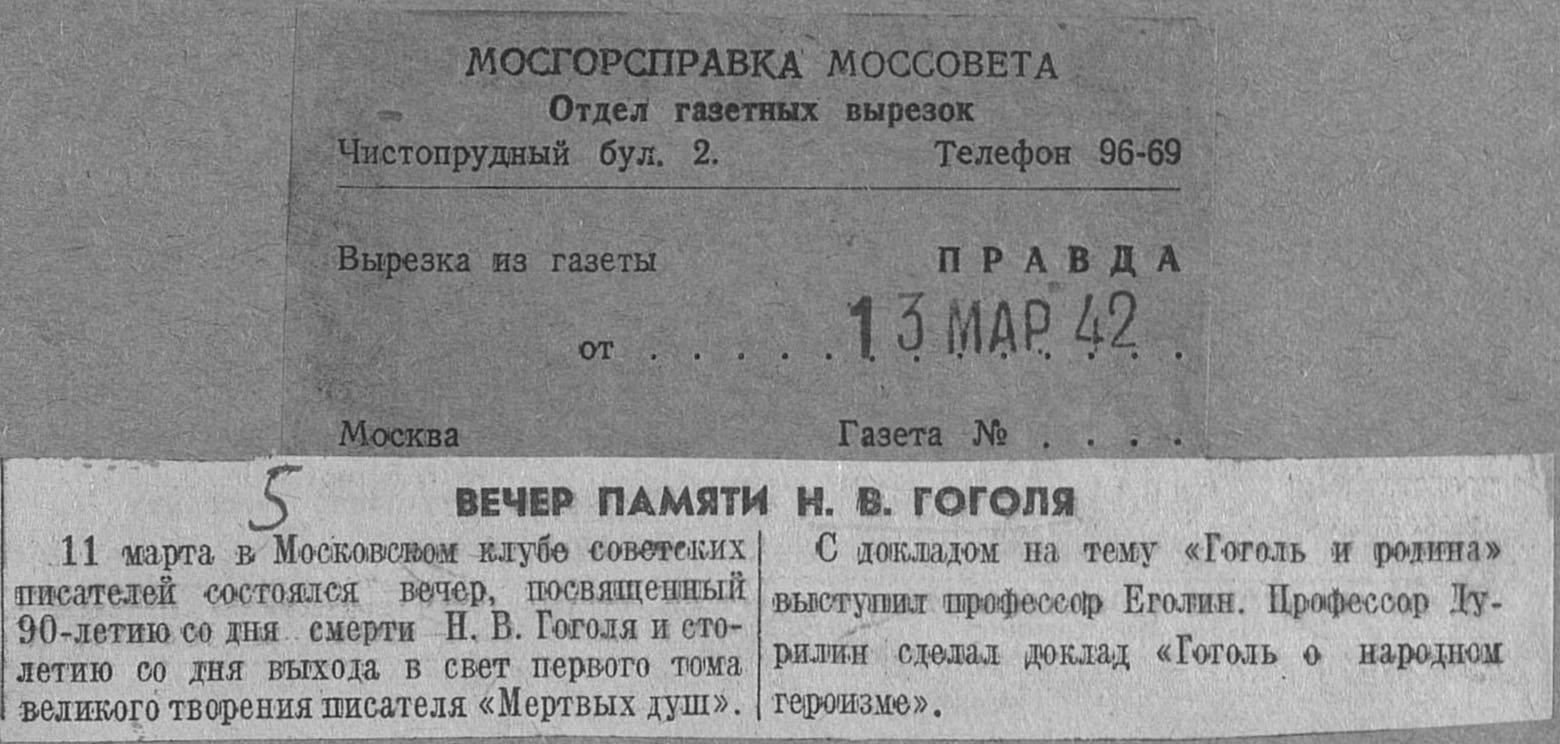 МОСГОРСПРАВКА МОССОВЕТА
Отдел газетных вырезок
Чистопрудный бул. 2. Телефон 96-69
Вырезка из газеты ПРАВДА
от . . . . . 13 МАР. 42 .
Москва Газета № . . . .
5
ВЕЧЕР ПАМЯТИ Н. В. ГОГОЛЯ
11 марта в Московском клубе советских
писателей состоялся вечер, посвященный
90-летию со дня смерти Н. В. Гоголя и сто-
летию со дня выхода в свет первого тома
великого творения писателя «Мертвых душ».
С докладом на тему «Гоголь и родина»
выступил профессор Еголин. Профессор Ду-
рилин сделал доклад «Гоголь о народном
героизме».